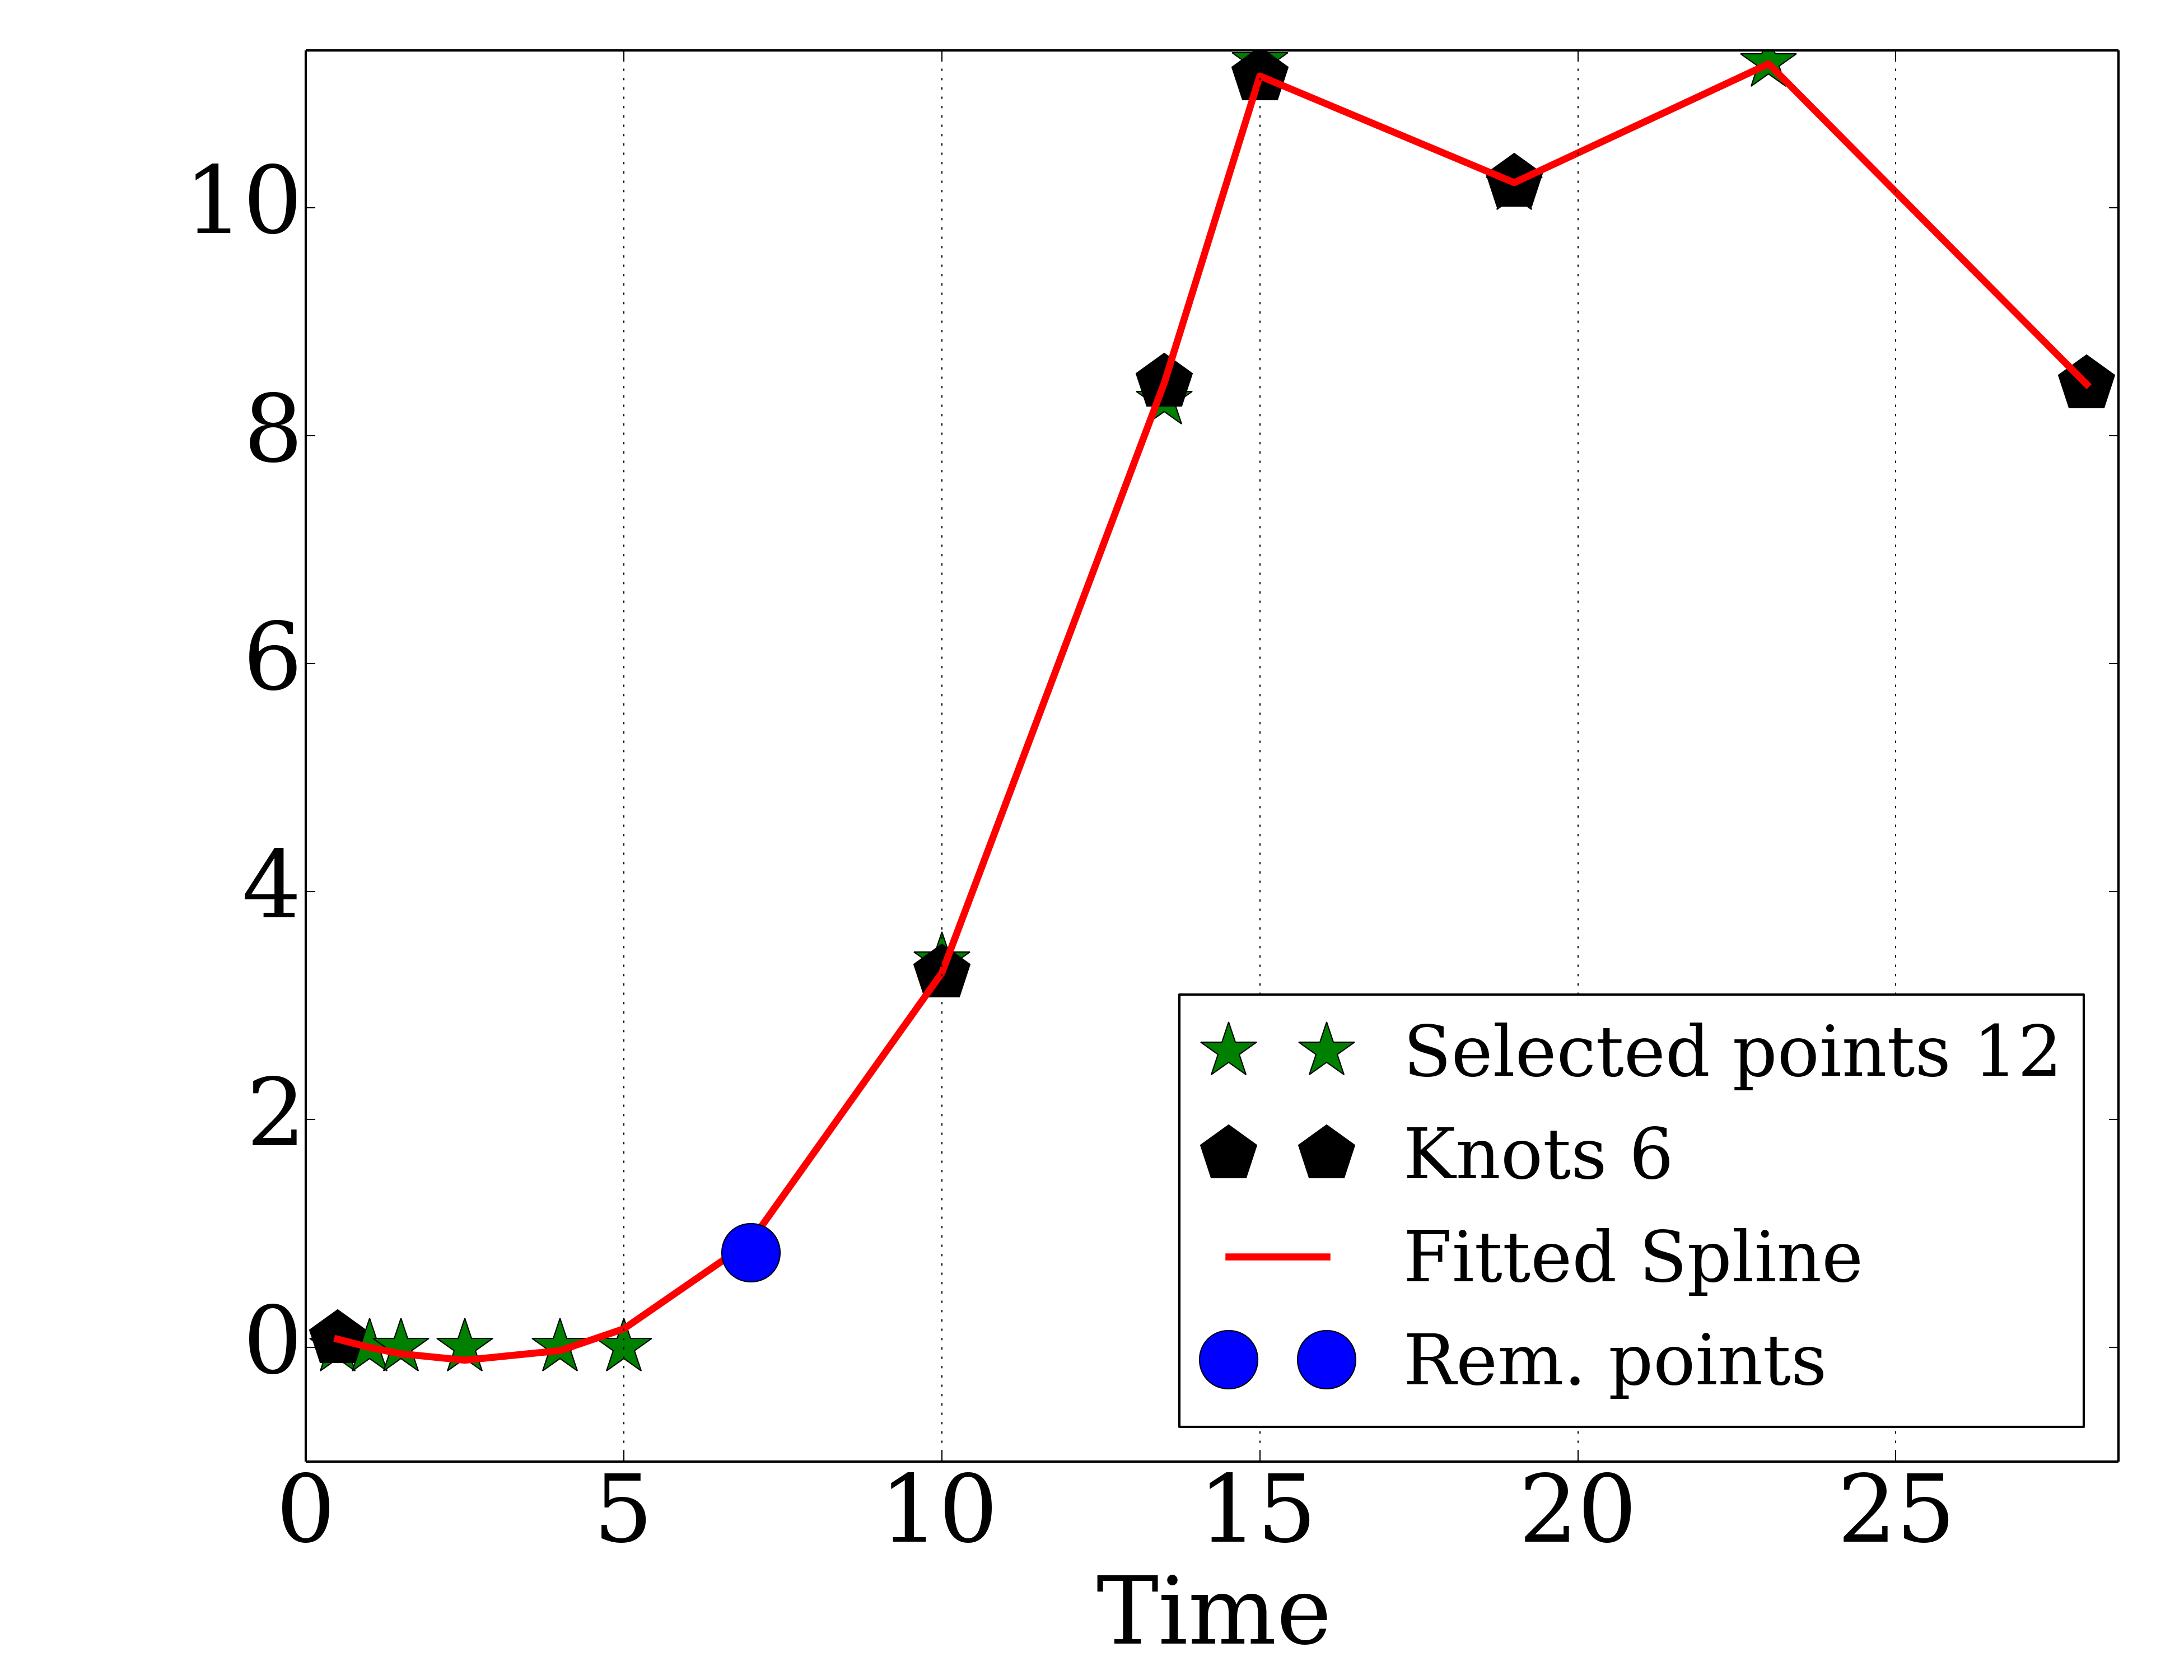 10
8
6
4
2
0
Selected points 12
Knots 6
Fitted Spline
Rem. points
0 5 10 15 20 25
Time